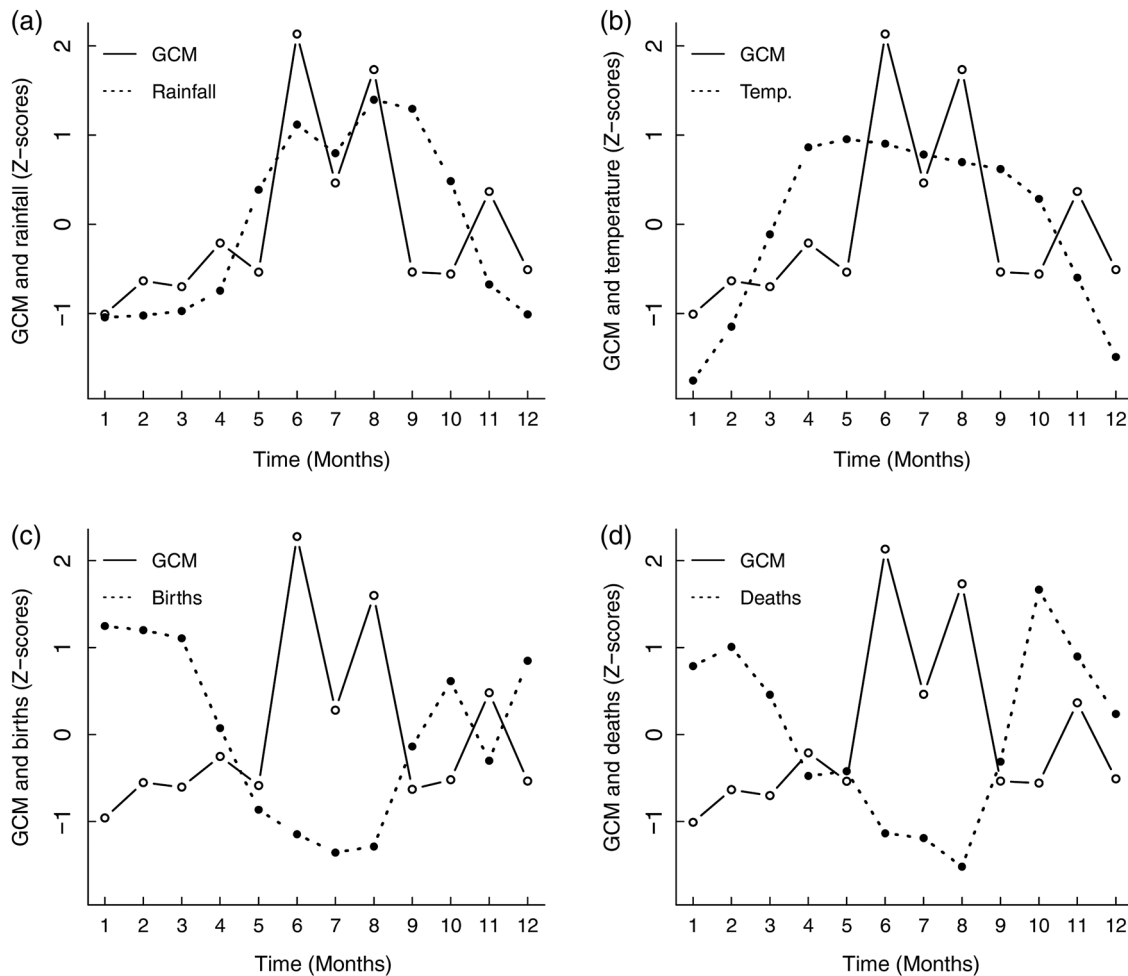 (a)
GCM and rainfall (Z−scores)
2
1
0
−1
GCM
Rainfall
1 2 3 4 5 6 7 8 9 10 11 12
Time (Months)
(b)
GCM and temperature (Z−scores)
2
1
0
−1
GCM
Temp.
1 2 3 4 5 6 7 8 9 10 11 12
Time (Months)
(c)
GCM and births (Z−scores)
2
1
0
−1
GCM
Births
1 2 3 4 5 6 7 8 9 10 11 12
Time (Months)
(d)
GCM and deaths (Z−scores)
2
1
0
−1
GCM
Deaths
1 2 3 4 5 6 7 8 9 10 11 12
Time (Months)